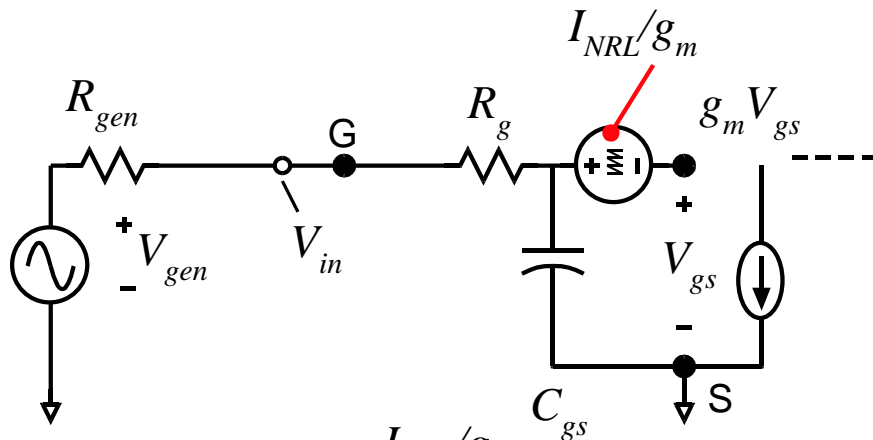 I_NRL/g_m
R_gen
G
R_g
g_mV_gs
+
-
+
V_gen
-
V_in
+
V_gs
-
C_gs
S